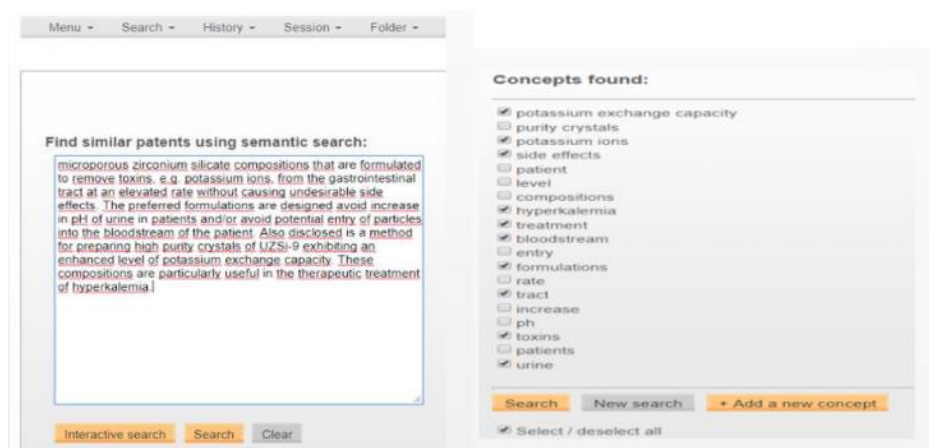 Menu Search History Session Folder
Find similar patents using semantic search:
microporous zirconium silicate compositions that are formulated
to remove toxins, e.g. potassium ions, from the gastrointestinal
tract at an elevated rate without causing undesirable side
effects. The preferred formulations are designed avoid increase
in pH of urine in patients and/or avoid potential entry of particles
into the bloodstream of the patient. Also disclosed is a method
for preparing high purity crystals of UZSi-9 exhibiting an
enhanced level of potassium exchange capacity. These
compositions are particularly useful in the therapeutic treatment
of hyperkalemia.
Interactive search Search Clear
Concepts found:
potassium exchange capacity
purity crystals
potassium ions
side effects
patient
level
compositions
hyperkalemia
treatment
bloodstream
entry
formulations
rate
tract
increase
ph
toxins
patients
urine
Search New search + Add a new concept
Select / deselect all